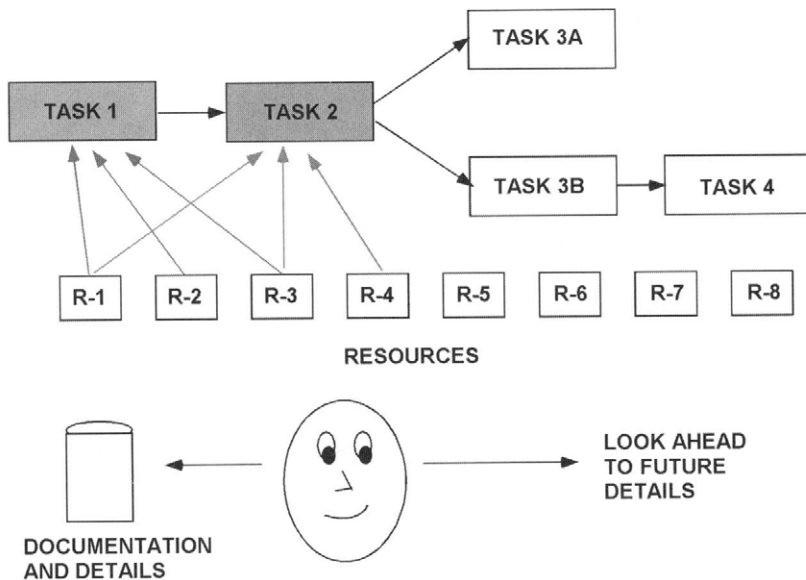 TASK 3A
TASK 1
TASK 2
TASK 3B
TASK 4
R-1 R-2 R-3 R-4 R-5 R-6 R-7 R-8
RESOURCES
LOOK AHEAD
TO FUTURE
DETAILS
DOCUMENTATION
AND DETAILS